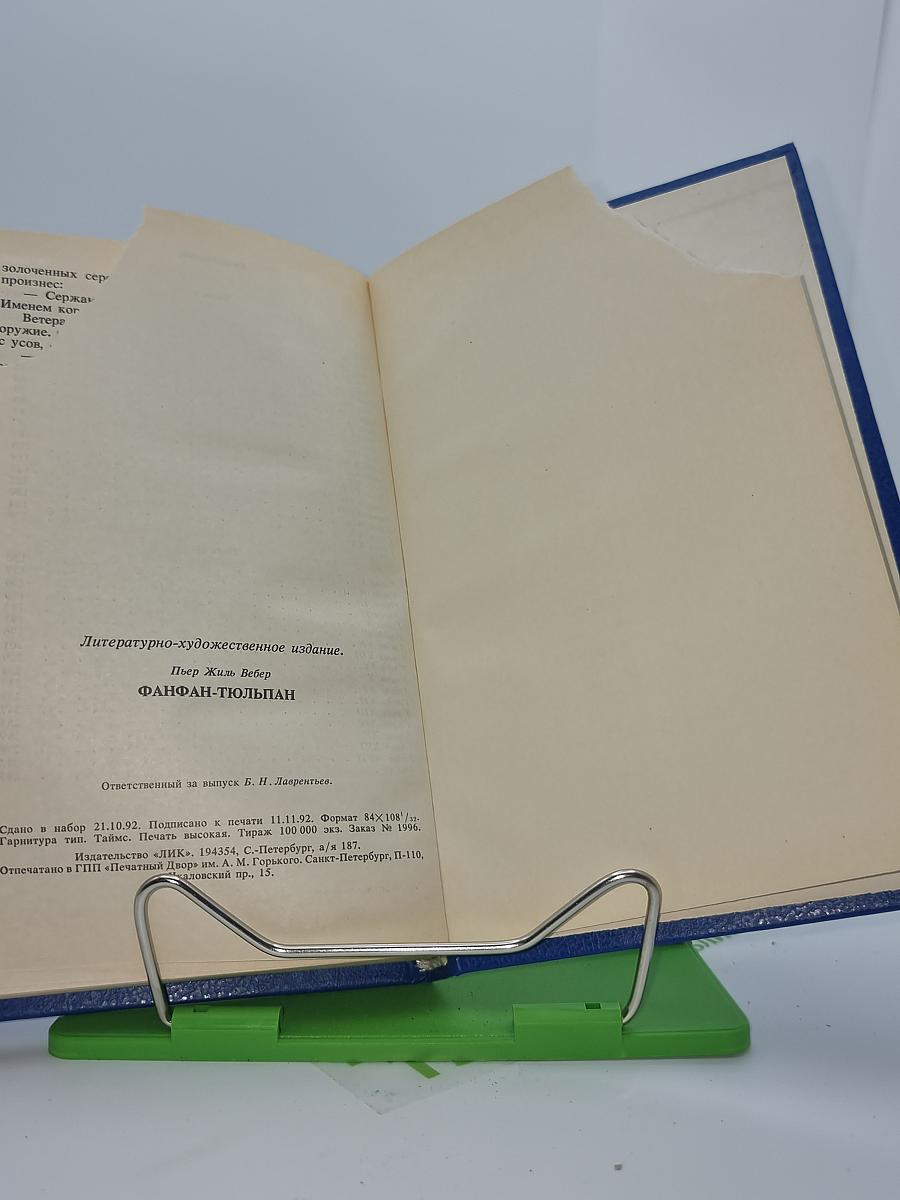 золоченных
произнес:
— Сержан
Именем
Ветера
оружие.
с усов,
—
Литературно-художественное издание.
Пьер Жиль Вебер
ФАНФАН-ТЮЛЬПАН
Ответственный за выпуск Б. Н. Лаврентьев.
Сдано в набор 21.10.92. Подписано к печати 11.11.92. Формат 84×108¹/₃₂.
Гарнитура тип. Таймс. Печать высокая. Тираж 100 000 экз. Заказ № 1996.
Издательство «ЛИК». 194354, С.-Петербург, а/я 187.
Отпечатано в ГПП «Печатный Двор» им. А. М. Горького. Санкт-Петербург, П-110,
Чкаловский пр., 15.